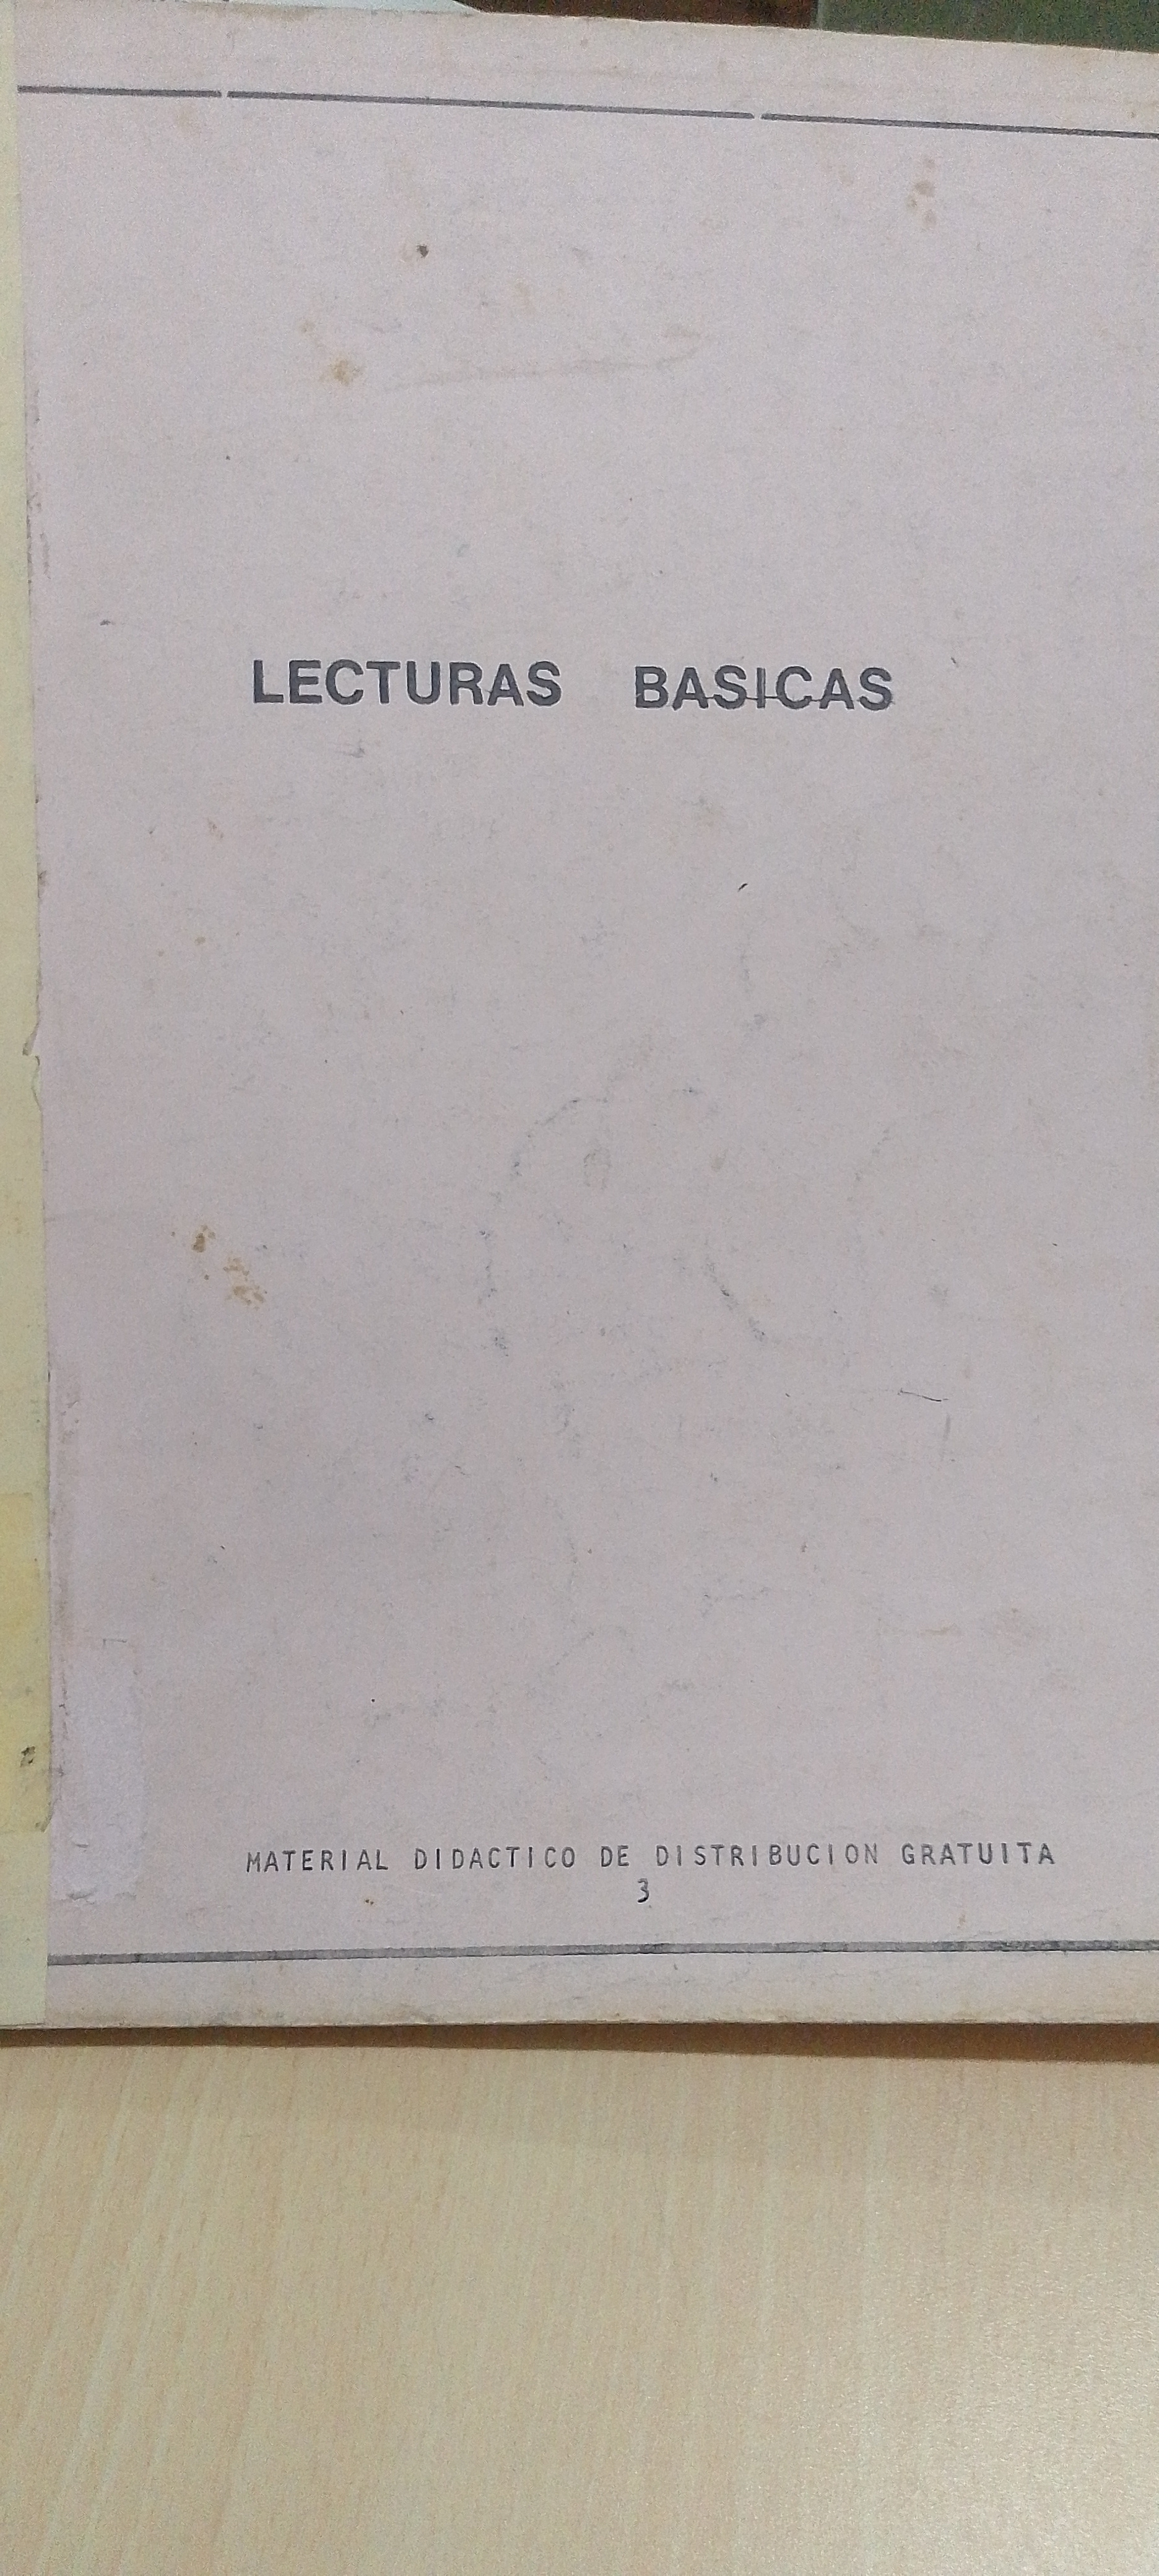 LECTURAS BASICAS
MATERIAL DIDACTICO DE DISTRIBUCION GRATUITA
3